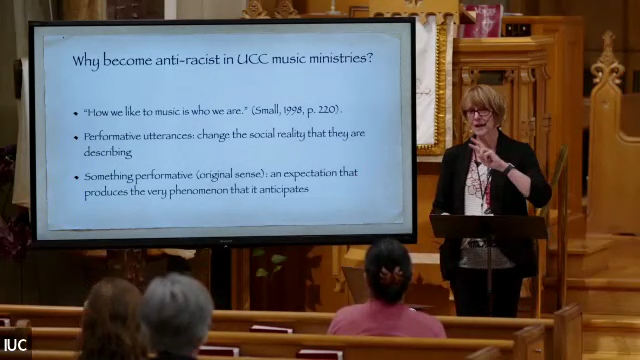 Why become anti-racist in UCC music ministries?
"How we like to music is who we are." (Small, 1998, p. 220).
Performative utterances: change the social reality that they are
describing
Something performative (original sense): an expectation that
produces the very phenomenon that it anticipates
IUC